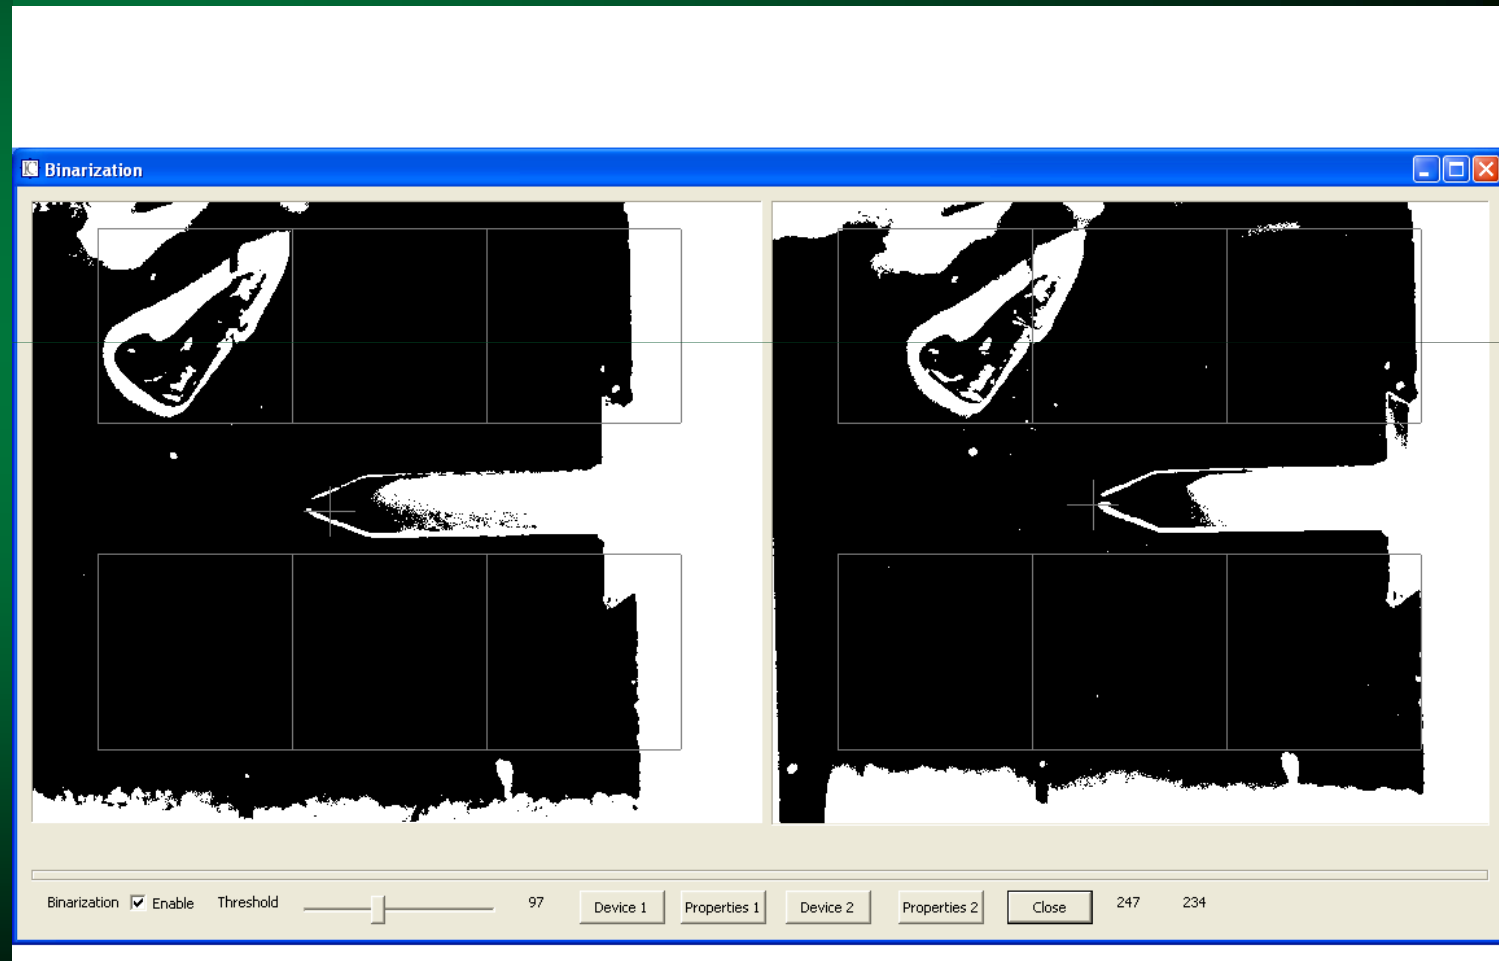 Binarization
Binarization Enable Threshold 97 Device 1 Properties 1 Device 2 Properties 2 Close 247 234